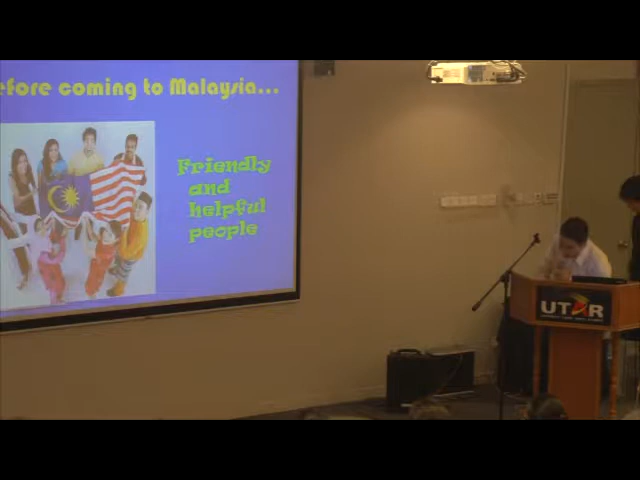 efore coming to Malaysia...
Friendly
and
helpful
people
UTAR